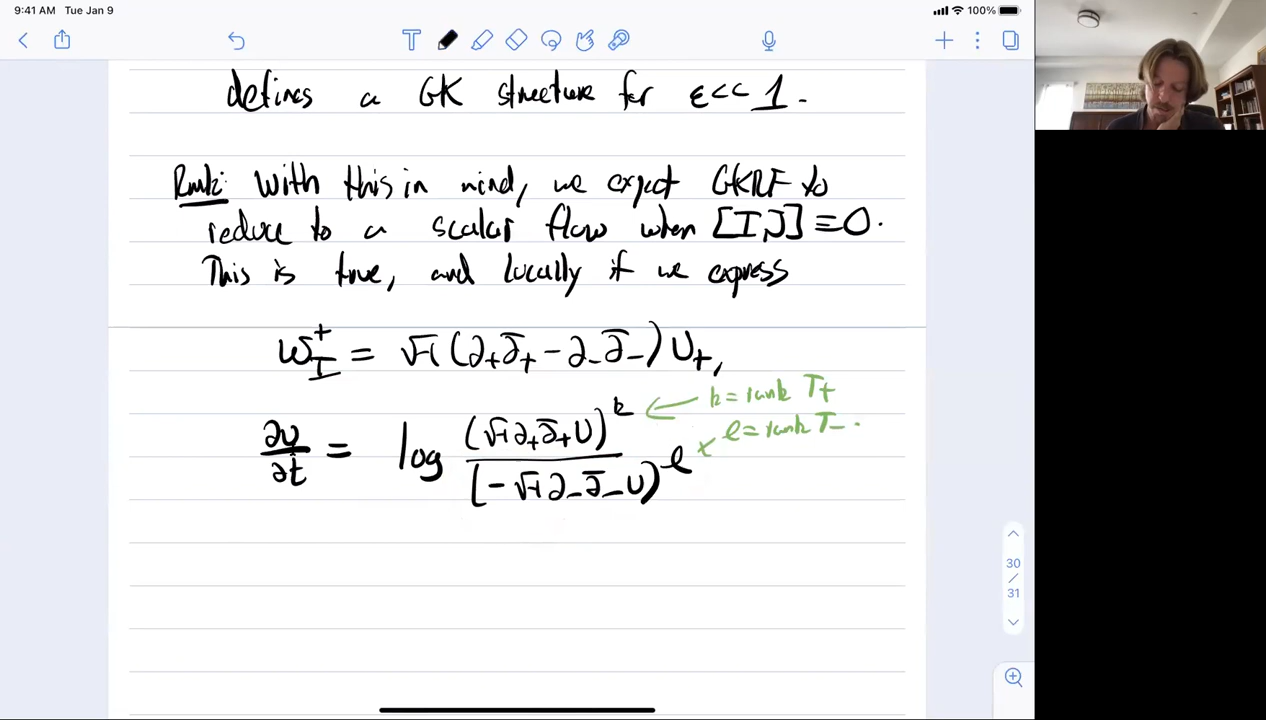 9:41 AM Tue Jan 9
100%
defines a GK structure for ε<< 1.
Rmk: With this in mind, we expect GKRF to
reduce to a scalar flow when [I,J] ≡ 0.
This is true, and locally if we express
ω_I^+ = √-1 (∂_+ ∂̄_+ - ∂_- ∂̄_-) U_+,
∂u/∂t = log (√-1 ∂_+ ∂̄_+ U)^k / (-√-1 ∂_- ∂̄_- U)^ℓ
k = rank T_+
ℓ = rank T_- .
30
/
31